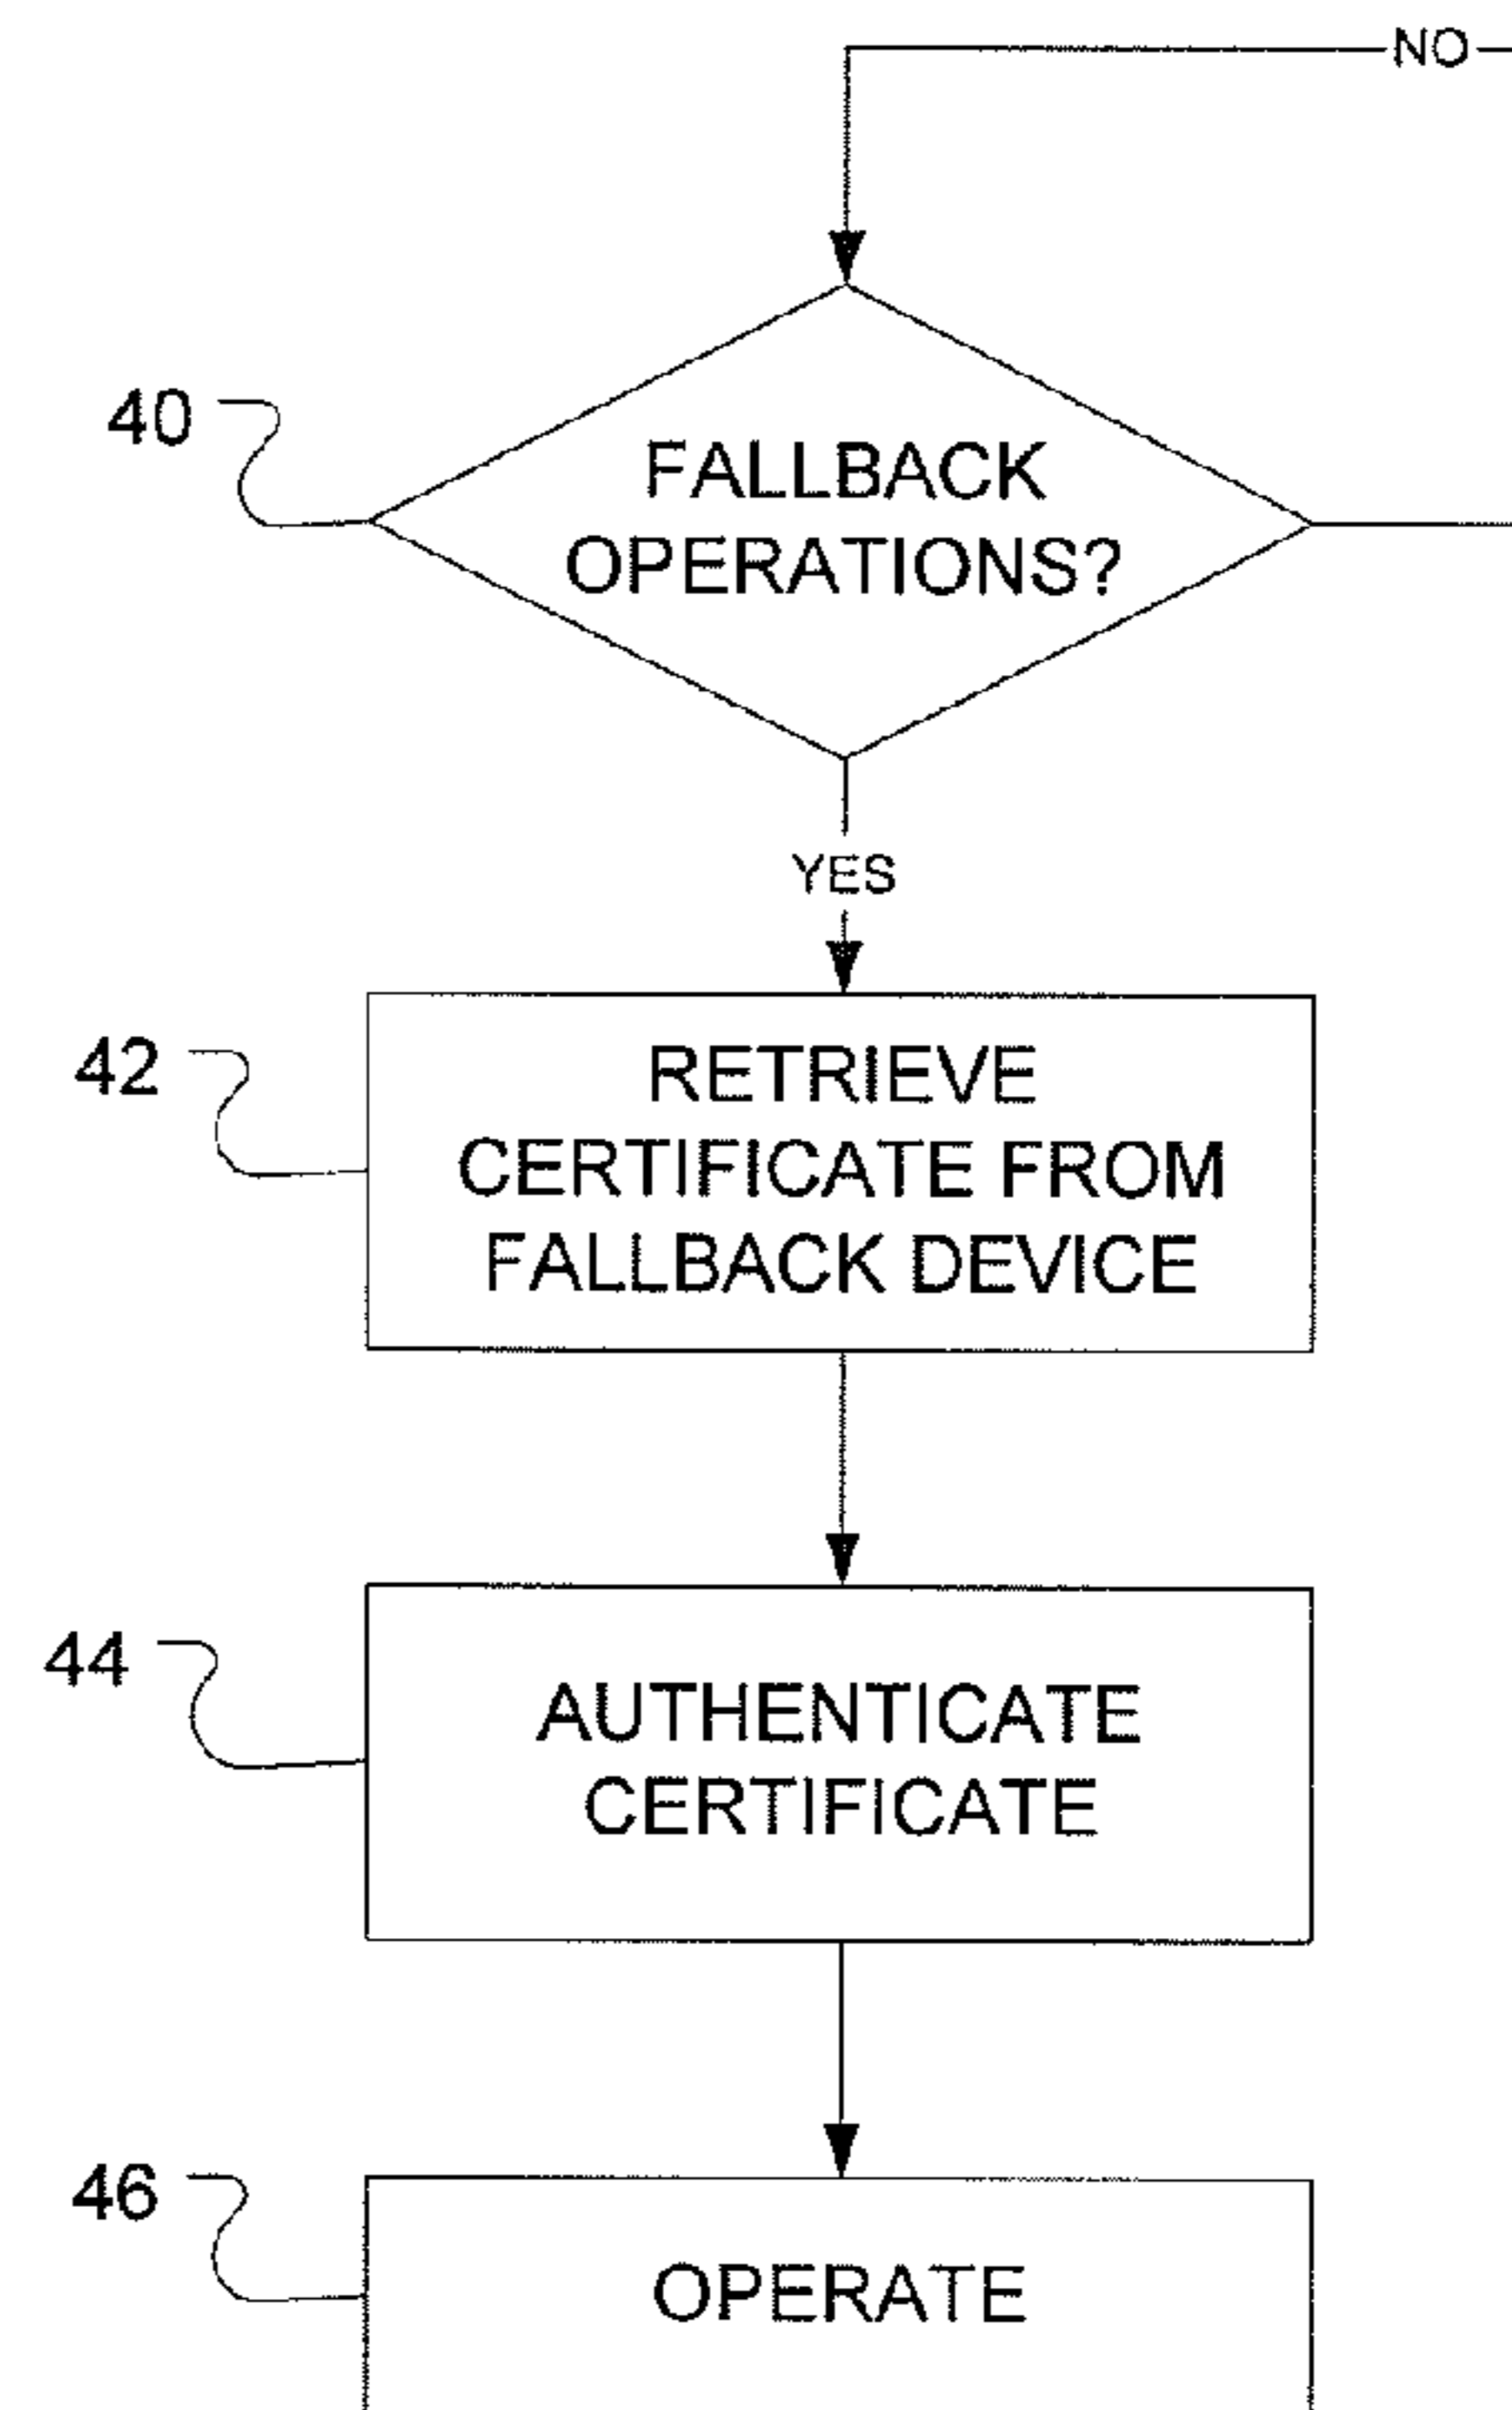 NO
40
FALLBACK
OPERATIONS?
YES
42
RETRIEVE
CERTIFICATE FROM
FALLBACK DEVICE
44
AUTHENTICATE
CERTIFICATE
46
OPERATE